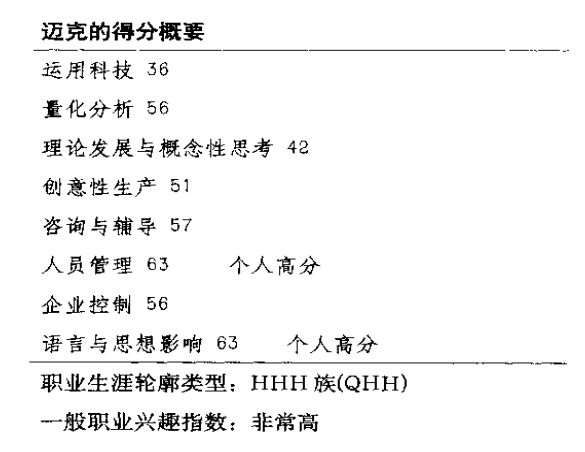 迈克的得分概要
运用科技 36
量化分析 56
理论发展与概念性思考 42
创意性生产 51
咨询与辅导 57
人员管理 63 个人高分
企业控制 56
语言与思想影响 63 个人高分
职业生涯轮廓类型：HHH 族(QHH)
一般职业兴趣指数：非常高